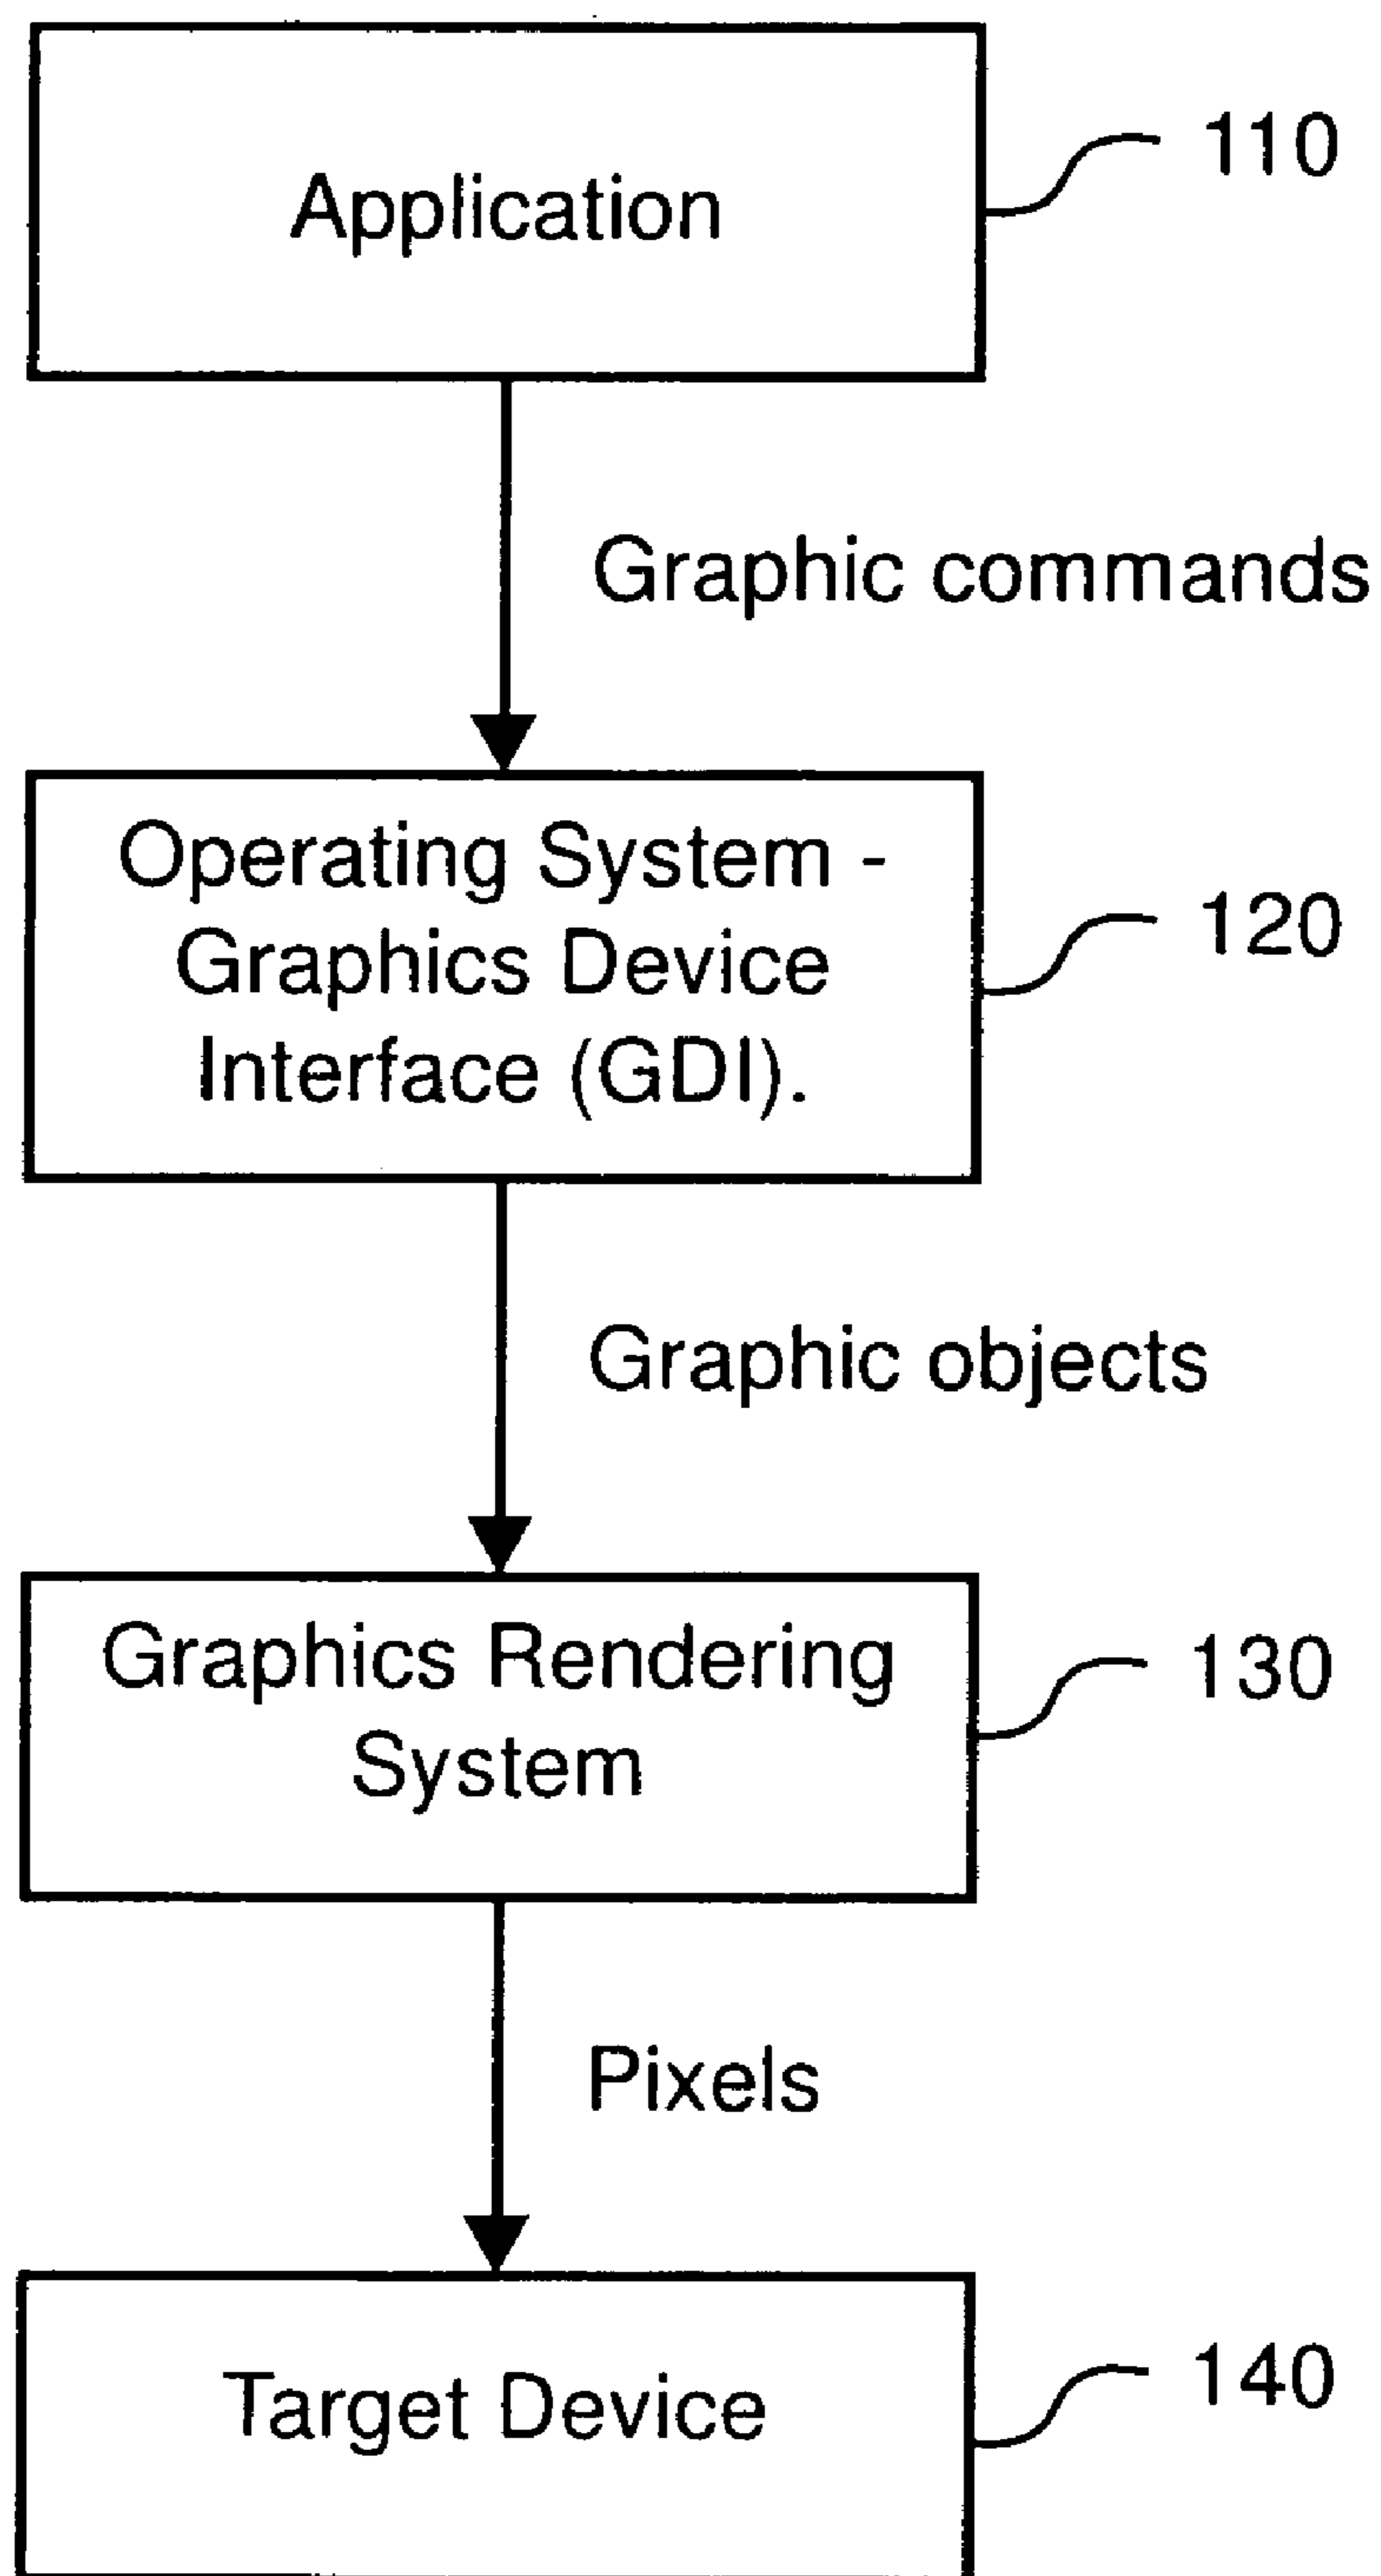 Application
110
Graphic commands
Operating System -
Graphics Device
Interface (GDI).
120
Graphic objects
Graphics Rendering
System
130
Pixels
Target Device
140